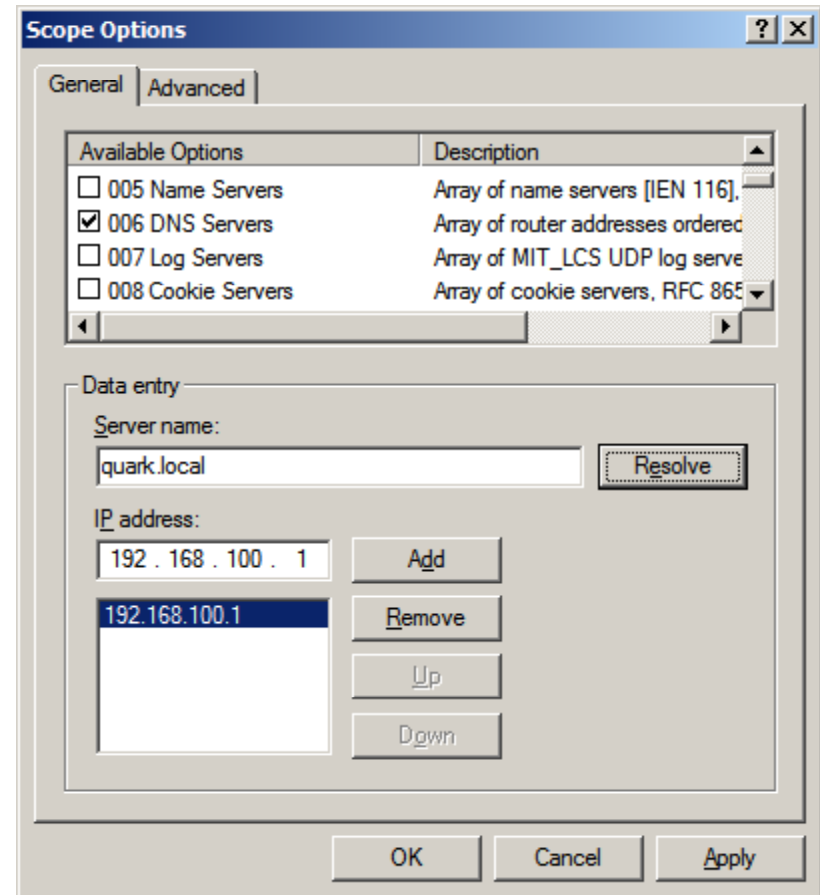 Scope Options
General Advanced
Available Options Description
005 Name Servers Array of name servers [IEN 116],
006 DNS Servers Array of router addresses ordered
007 Log Servers Array of MIT_LCS UDP log serve
008 Cookie Servers Array of cookie servers, RFC 865
Data entry
Server name:
quark.local Resolve
IP address:
192 . 168 . 100 . 1 Add
192.168.100.1 Remove
Up
Down
OK Cancel Apply